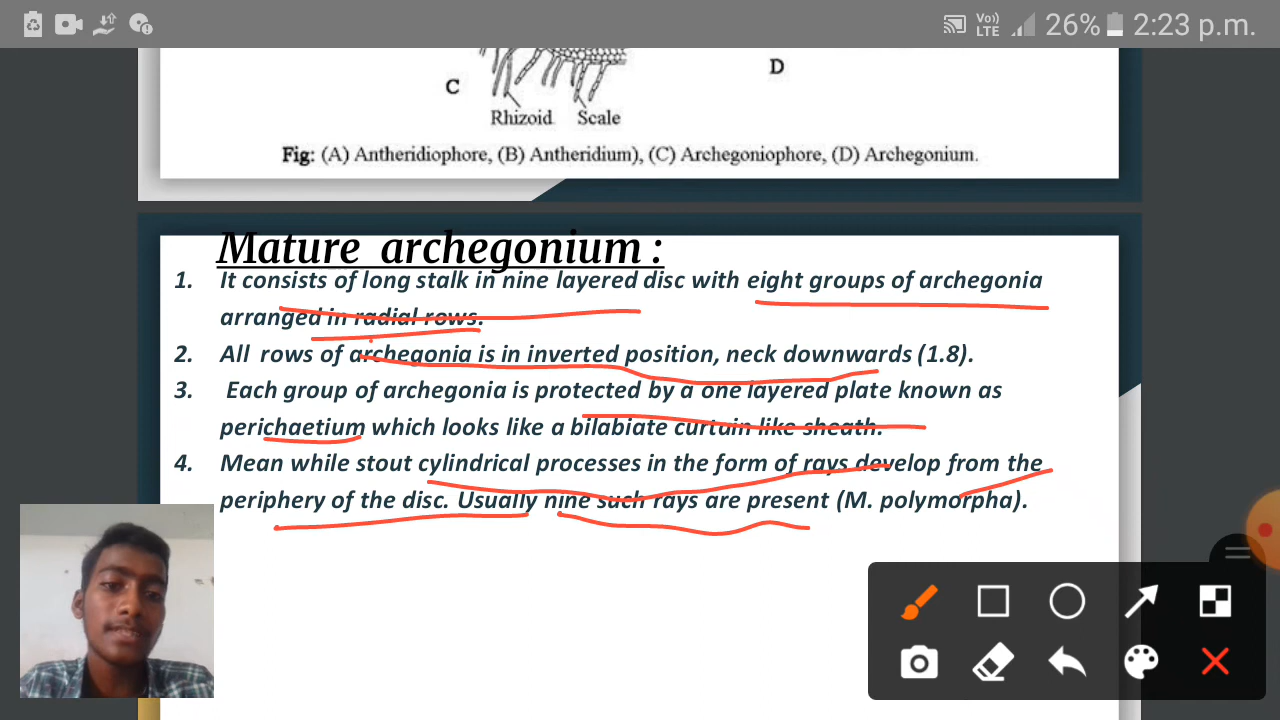 Vo))
LTE
26%
2:23 p.m.
C
D
Rhizoid Scale
Fig: (A) Antheridiophore, (B) Antheridium), (C) Archegoniophore, (D) Archegonium.
Mature archegonium :
1. It consists of long stalk in nine layered disc with eight groups of archegonia
arranged in radial rows.
2. All rows of archegonia is in inverted position, neck downwards (1.8).
3. Each group of archegonia is protected by a one layered plate known as
perichaetium which looks like a bilabiate curtain like sheath.
4. Mean while stout cylindrical processes in the form of rays develop from the
periphery of the disc. Usually nine such rays are present (M. polymorpha).